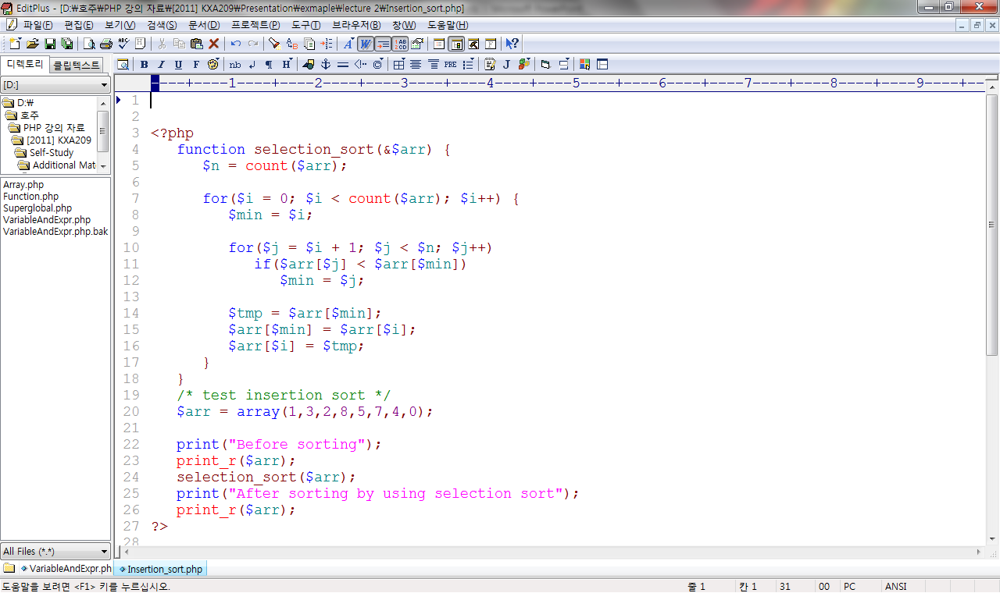 EditPlus - [D:₩호주₩PHP 강의 자료₩[2011] KXA209₩Presentation₩exmaple₩lecture 2₩Insertion_sort.php]
파일(F) 편집(E) 보기(V) 검색(S) 문서(D) 프로젝트(P) 도구(T) 브라우저(B) 창(W) 도움말(H)
디렉토리 클립텍스트
B I U F nb H PRE J
[D:]
----+----1----+----2----+----3----+----4----+----5----+----6----+----7----+----8----+----9----+--
D:₩
호주
PHP 강의 자료
[2011] KXA209
Self-Study
Additional Mat
Array.php
Function.php
Superglobal.php
VariableAndExpr.php
VariableAndExpr.php.bak
1
2
3 <?php
4 function selection_sort(&$arr) {
5 $n = count($arr);
6
7 for($i = 0; $i < count($arr); $i++) {
8 $min = $i;
9
10 for($j = $i + 1; $j < $n; $j++)
11 if($arr[$j] < $arr[$min])
12 $min = $j;
13
14 $tmp = $arr[$min];
15 $arr[$min] = $arr[$i];
16 $arr[$i] = $tmp;
17 }
18 }
19 /* test insertion sort */
20 $arr = array(1,3,2,8,5,7,4,0);
21
22 print("Before sorting");
23 print_r($arr);
24 selection_sort($arr);
25 print("After sorting by using selection sort");
26 print_r($arr);
27 ?>
28
All Files (*.*)
VariableAndExpr.ph Insertion_sort.php
도움말을 보려면 <F1> 키를 누르십시오. 줄 1 칸 1 31 00 PC ANSI